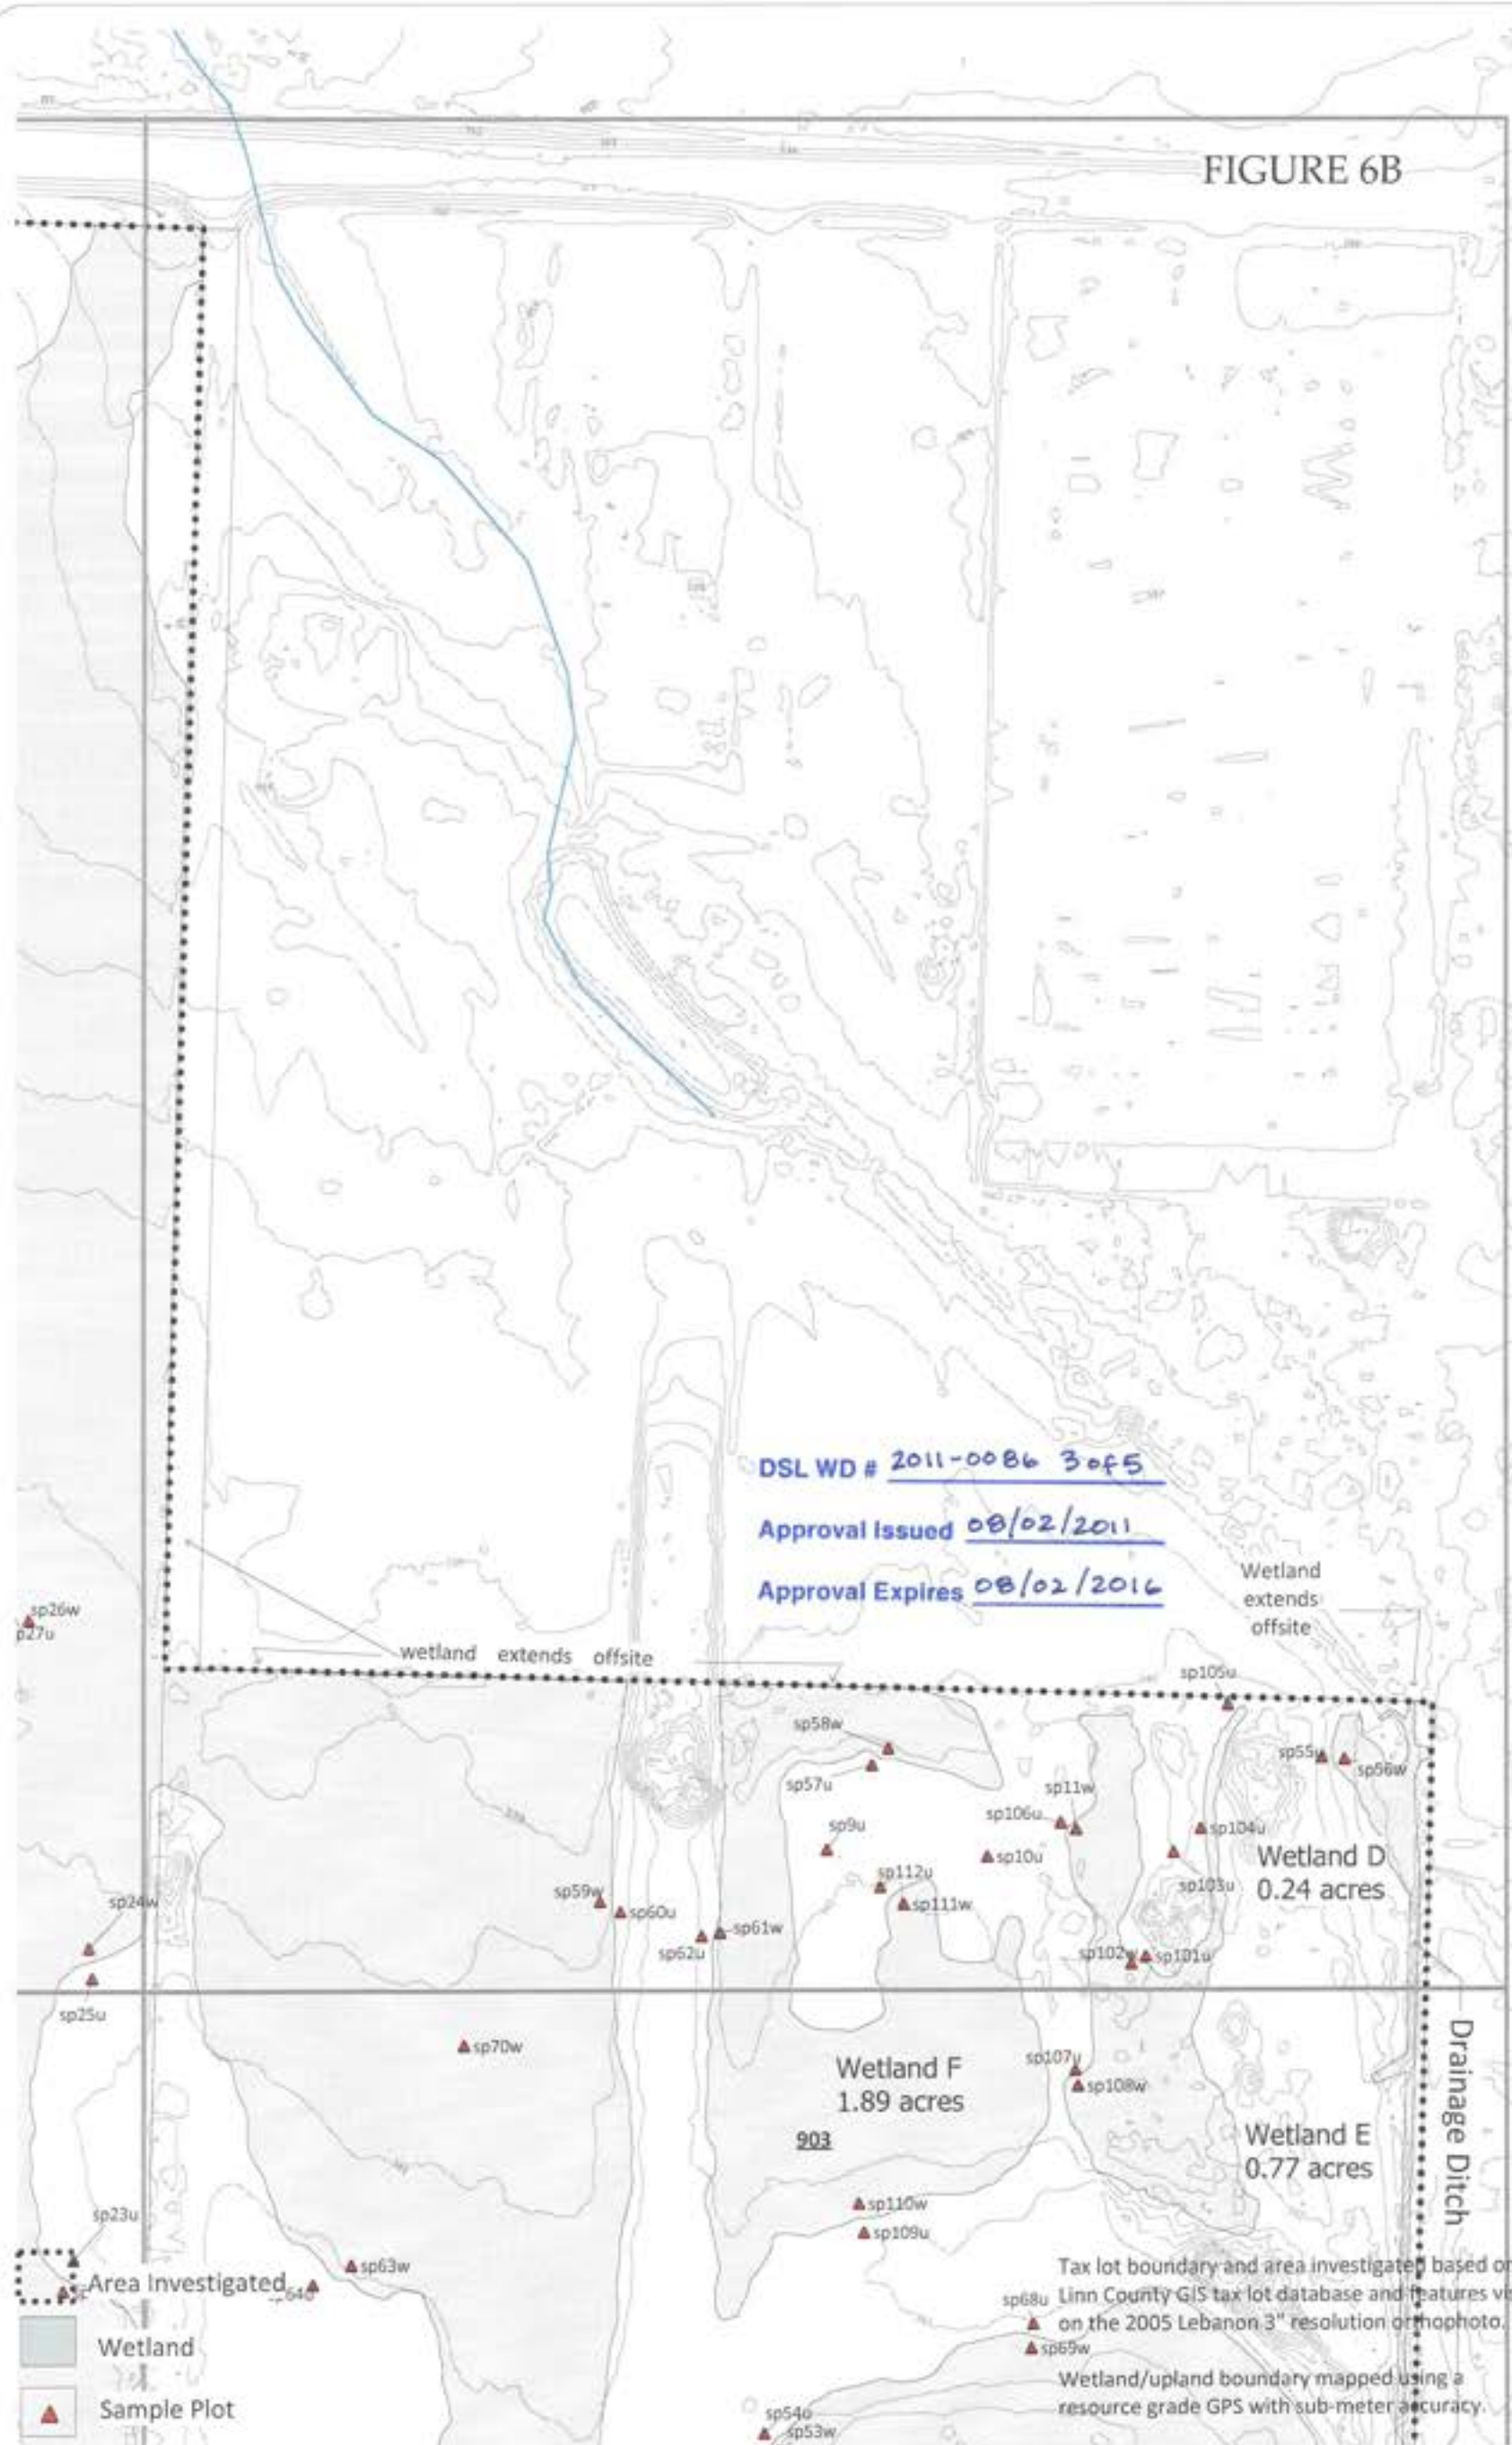 FIGURE 6B
DSL WD # 2011-0086 3 of 5
Approval Issued 08/02/2011
Approval Expires 08/02/2016
Wetland
extends
offsite
sp26w
p27u
wetland extends offsite
sp105u
sp58w
sp55u
sp56w
sp57u
sp11w
sp106u
sp9u
sp104u
sp10u
Wetland D
0.24 acres
sp112u
sp103u
sp59w
sp24w
sp111w
sp60u
sp61w
sp62u
sp102w
sp101u
sp25u
Drainage Ditch
sp70w
sp107u
Wetland F
1.89 acres
sp108w
903
Wetland E
0.77 acres
sp110w
sp23u
sp109u
sp63w
Area Investigated
64u
Tax lot boundary and area investigated based on
sp68u
Linn County GIS tax lot database and features
on the 2005 Lebanon 3" resolution orthophoto.
sp69w
Wetland
Wetland/upland boundary mapped using a
resource grade GPS with sub-meter accuracy.
Sample Plot
sp54u
sp53w